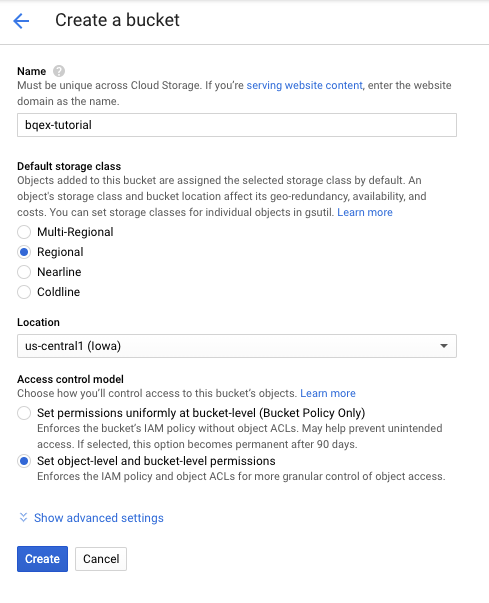 Create a bucket
Name
Must be unique across Cloud Storage. If you're serving website content, enter the website
domain as the name.
bqex-tutorial
Default storage class
Objects added to this bucket are assigned the selected storage class by default. An
object's storage class and bucket location affect its geo-redundancy, availability, and
costs. You can set storage classes for individual objects in gsutil. Learn more
Multi-Regional
Regional
Nearline
Coldline
Location
us-central1 (Iowa)
Access control model
Choose how you'll control access to this bucket's objects. Learn more
Set permissions uniformly at bucket-level (Bucket Policy Only)
Enforces the bucket's IAM policy without object ACLs. May help prevent unintended
access. If selected, this option becomes permanent after 90 days.
Set object-level and bucket-level permissions
Enforces the IAM policy and object ACLs for more granular control of object access.
Show advanced settings
Create Cancel